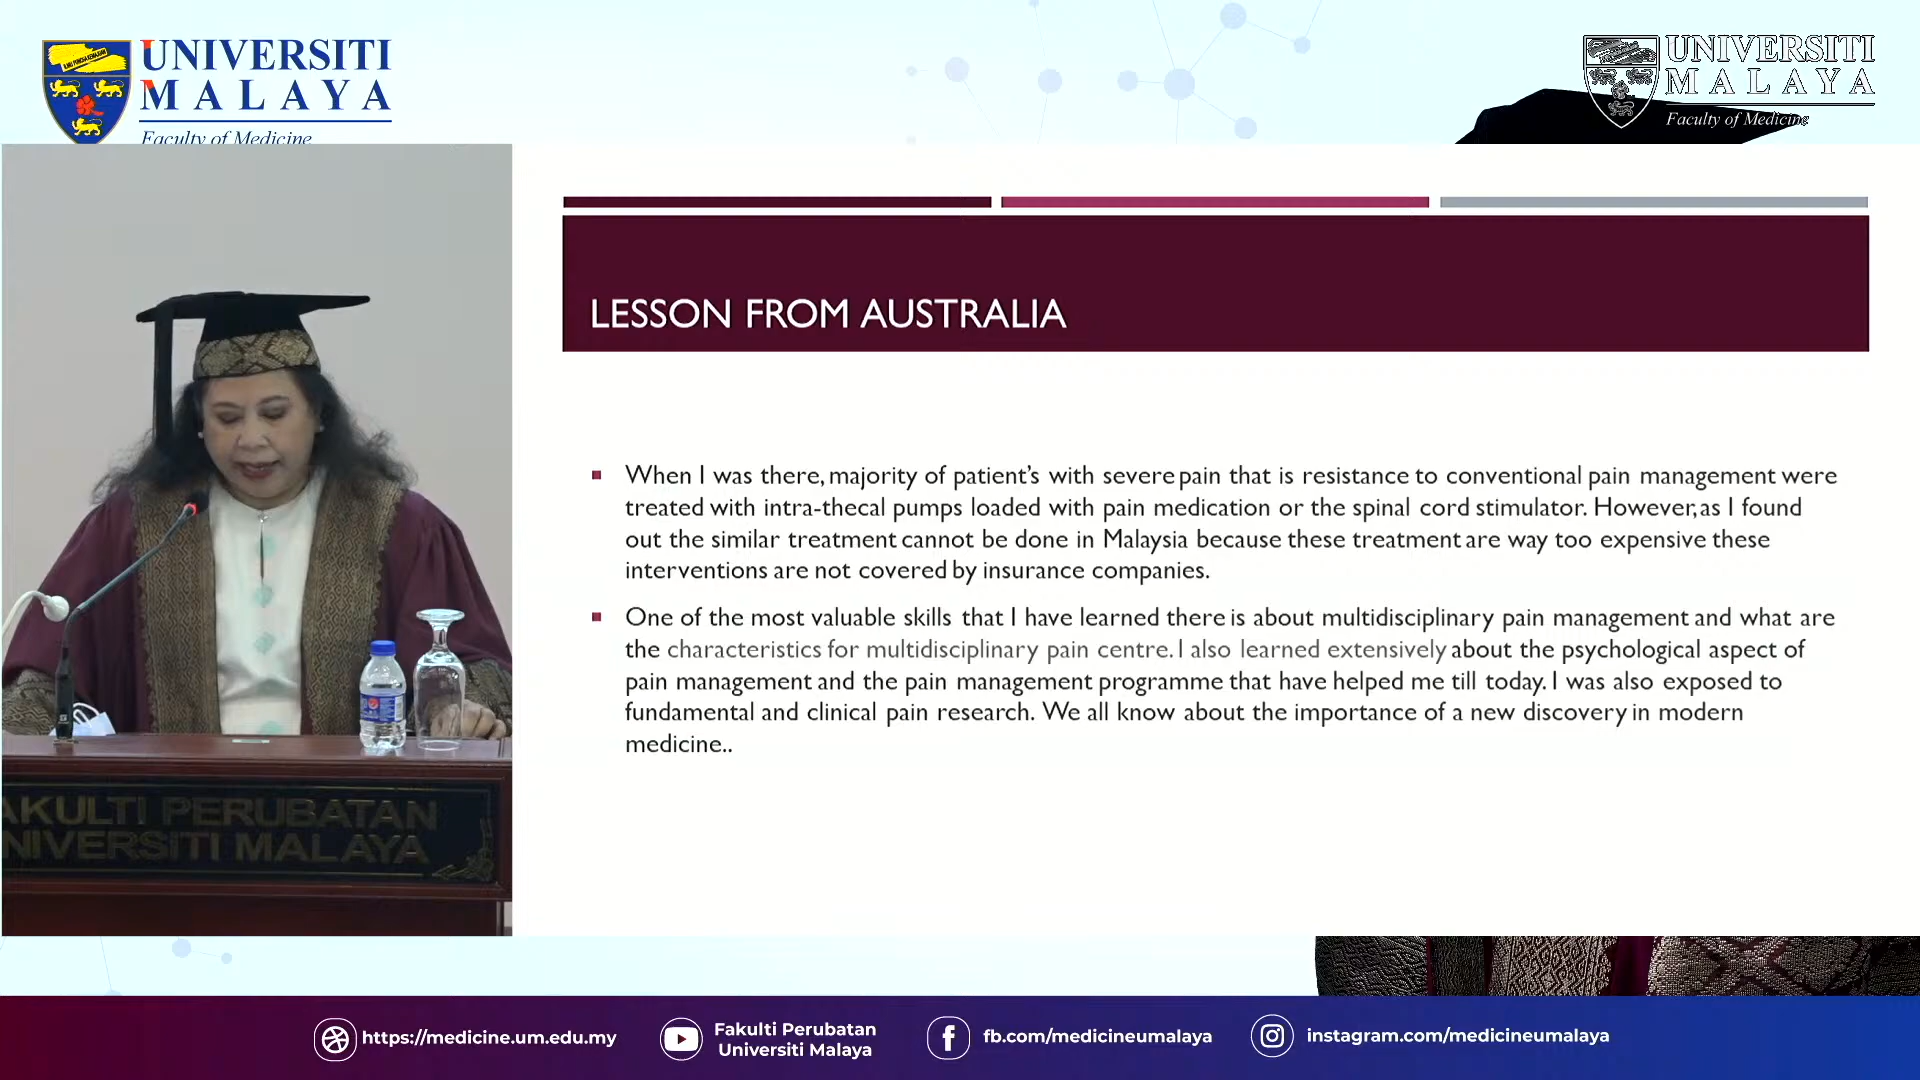 UNIVERSITI
MALAYA
Faculty of Medicine
UNIVERSITI
MALAYA
Faculty of Medicine
LESSON FROM AUSTRALIA
When I was there, majority of patient's with severe pain that is resistance to conventional pain management were
treated with intra-thecal pumps loaded with pain medication or the spinal cord stimulator. However, as I found
out the similar treatment cannot be done in Malaysia because these treatment are way too expensive these
interventions are not covered by insurance companies.
One of the most valuable skills that I have learned there is about multidisciplinary pain management and what are
the characteristics for multidisciplinary pain centre. I also learned extensively about the psychological aspect of
pain management and the pain management programme that have helped me till today. I was also exposed to
fundamental and clinical pain research. We all know about the importance of a new discovery in modern
medicine..
AKULTI PERUBATAN
NIVERSITI MALAYA
https://medicine.um.edu.my
Fakulti Perubatan
Universiti Malaya
fb.com/medicineumalaya
instagram.com/medicineumalaya